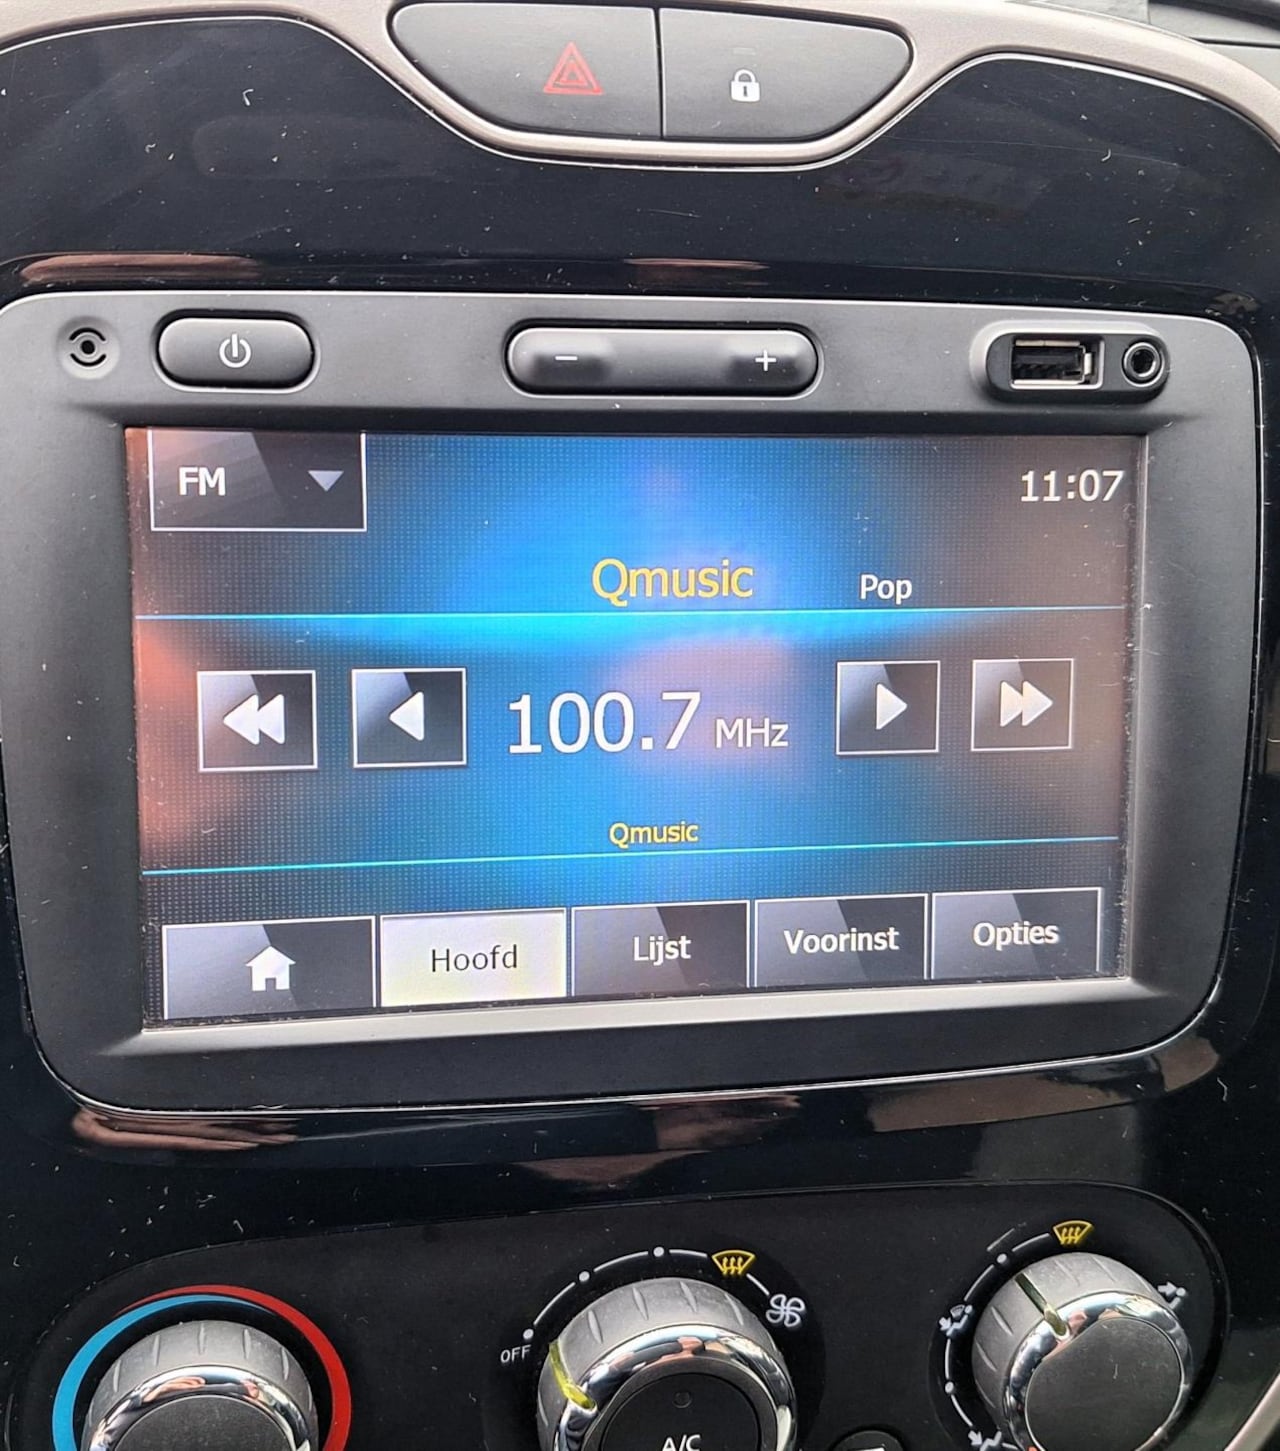 FM
11:07
Qmusic Pop
100.7 MHz
Qmusic
Hoofd Lijst Voorinst Opties
OFF
A/C